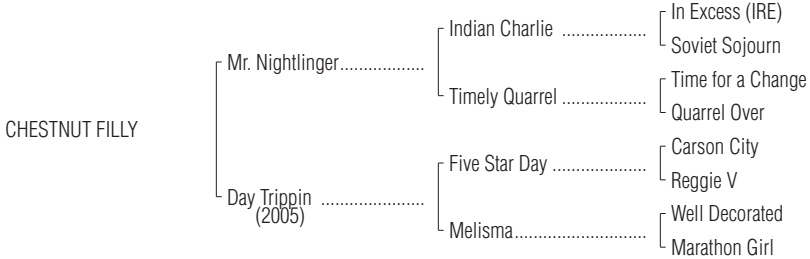 In Excess (IRE)
Indian Charlie ...................
Soviet Sojourn
Mr. Nightlinger...................
Time for a Change
Timely Quarrel ...................
Quarrel Over
CHESTNUT FILLY
Carson City
Five Star Day .....................
Reggie V
Day Trippin .......................
(2005)
Well Decorated
Melisma..............................
Marathon Girl